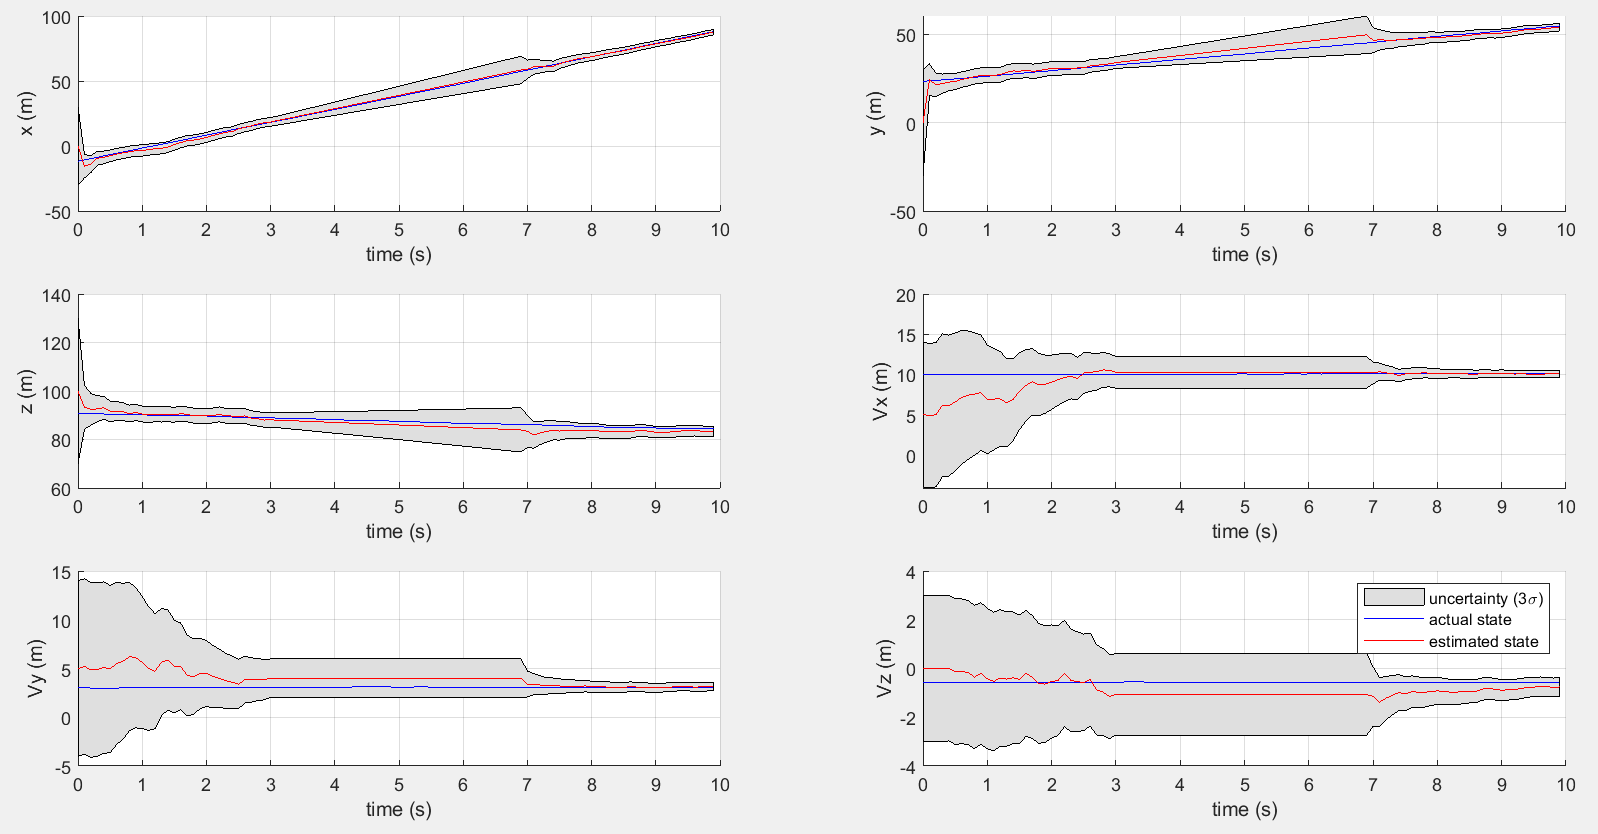 100
50
0
-50
x (m)
0 1 2 3 4 5 6 7 8 9 10
time (s)
50
0
-50
y (m)
0 1 2 3 4 5 6 7 8 9 10
time (s)
140
120
100
80
60
z (m)
0 1 2 3 4 5 6 7 8 9 10
time (s)
20
15
10
5
0
Vx (m)
0 1 2 3 4 5 6 7 8 9 10
time (s)
15
10
5
0
-5
Vy (m)
0 1 2 3 4 5 6 7 8 9 10
time (s)
4
2
0
-2
-4
Vz (m)
0 1 2 3 4 5 6 7 8 9 10
time (s)
uncertainty (3σ)
actual state
estimated state